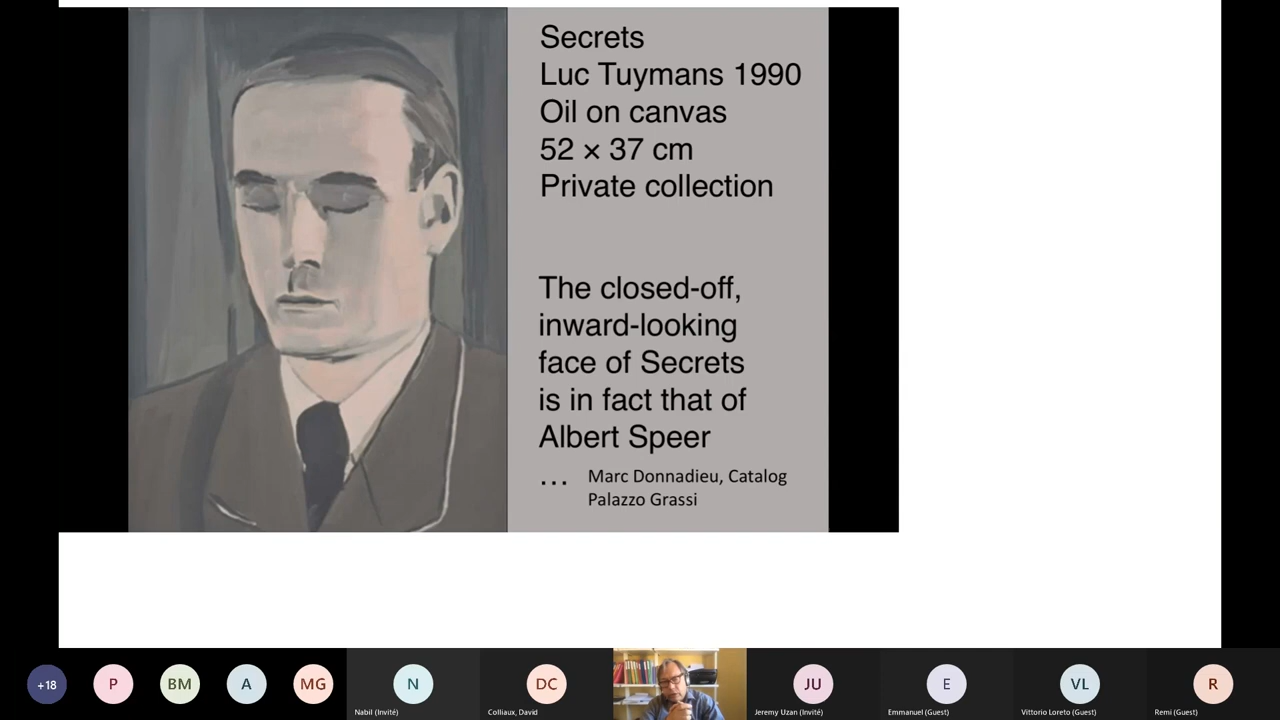 Secrets
Luc Tuymans 1990
Oil on canvas
52 × 37 cm
Private collection
The closed-off,
inward-looking
face of Secrets
is in fact that of
Albert Speer
... Marc Donnadieu, Catalog
Palazzo Grassi
+18
P
BM
A
MG
N
DC
JU
E
VL
R
Nabil (Invité)
Colliaux, David
Jeremy Uzan (Invité)
Emmanuel (Guest)
Vittorio Loreto (Guest)
Remi (Guest)